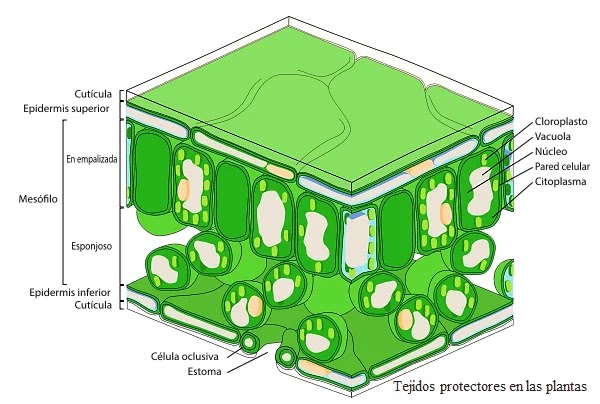 Cutícula
Epidermis superior
En empalizada
Mesófilo
Esponjoso
Epidermis inferior
Cutícula
Célula oclusiva
Estoma
Cloroplasto
Vacuola
Núcleo
Pared celular
Citoplasma
Tejidos protectores en las plantas